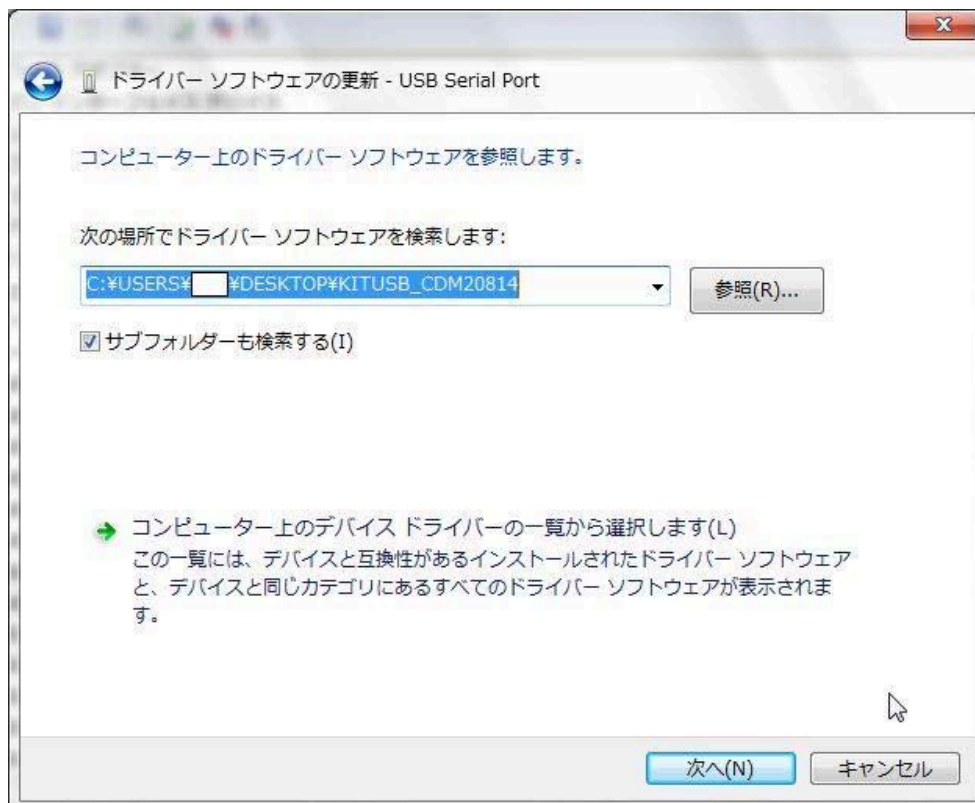 ドライバー ソフトウェアの更新 - USB Serial Port
コンピューター上のドライバー ソフトウェアを参照します。
次の場所でドライバー ソフトウェアを検索します:
C:¥USERS¥ ¥DESKTOP¥KITUSB_CDM20814
参照(R)...
サブフォルダーも検索する(I)
コンピューター上のデバイス ドライバーの一覧から選択します(L)
この一覧には、デバイスと互換性があるインストールされたドライバー ソフトウェア
と、デバイスと同じカテゴリにあるすべてのドライバー ソフトウェアが表示されま
す。
次へ(N)
キャンセル